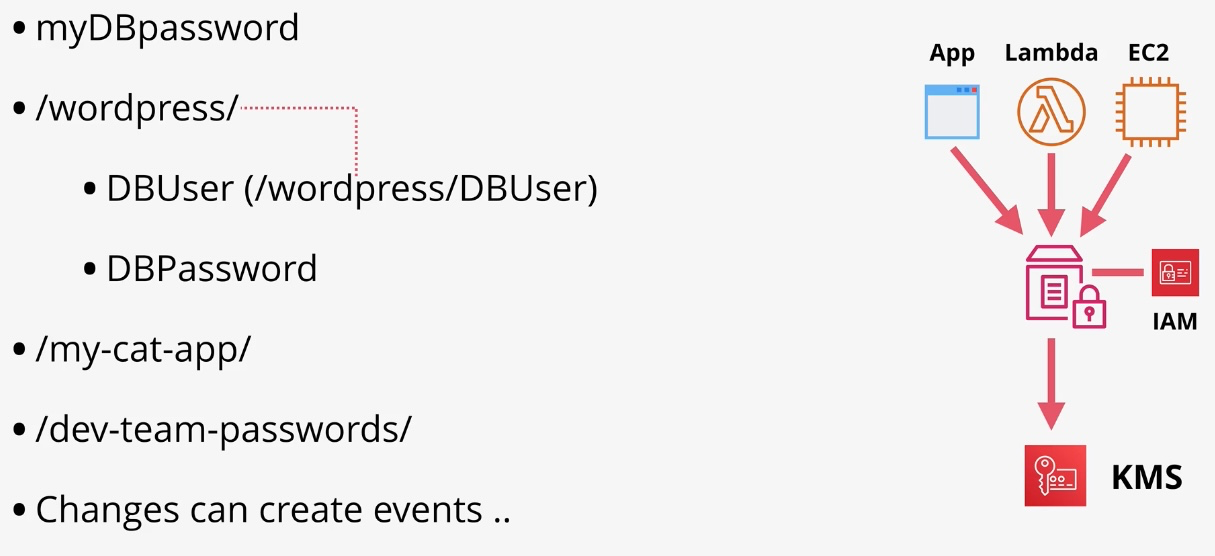 • myDBpassword
• /wordpress/
• DBUser (/wordpress/DBUser)
• DBPassword
• /my-cat-app/
• /dev-team-passwords/
• Changes can create events ..
App Lambda EC2
IAM
KMS